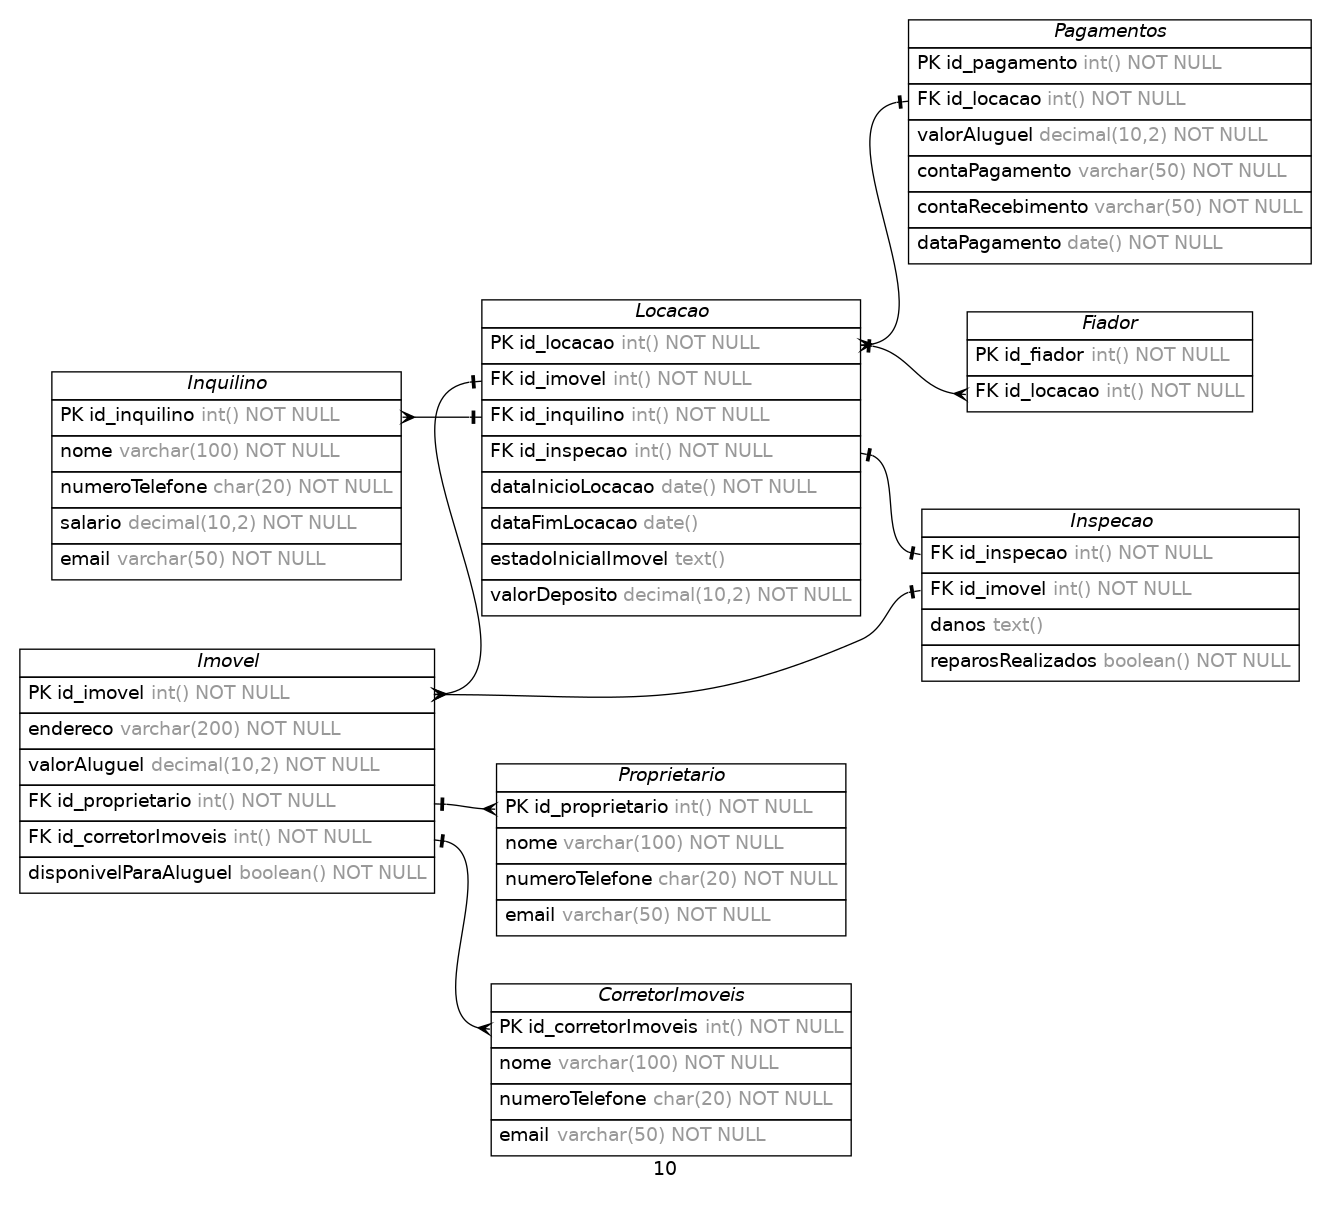 Pagamentos
PK id_pagamento int() NOT NULL
FK id_locacao int() NOT NULL
valorAluguel decimal(10,2) NOT NULL
contaPagamento varchar(50) NOT NULL
contaRecebimento varchar(50) NOT NULL
dataPagamento date() NOT NULL
Locacao
PK id_locacao int() NOT NULL
FK id_imovel int() NOT NULL
FK id_inquilino int() NOT NULL
FK id_inspecao int() NOT NULL
dataInicioLocacao date() NOT NULL
dataFimLocacao date()
estadoInicialImovel text()
valorDeposito decimal(10,2) NOT NULL
Fiador
PK id_fiador int() NOT NULL
FK id_locacao int() NOT NULL
Inquilino
PK id_inquilino int() NOT NULL
nome varchar(100) NOT NULL
numeroTelefone char(20) NOT NULL
salario decimal(10,2) NOT NULL
email varchar(50) NOT NULL
Inspecao
FK id_inspecao int() NOT NULL
FK id_imovel int() NOT NULL
danos text()
reparosRealizados boolean() NOT NULL
Imovel
PK id_imovel int() NOT NULL
endereco varchar(200) NOT NULL
valorAluguel decimal(10,2) NOT NULL
FK id_proprietario int() NOT NULL
FK id_corretorImoveis int() NOT NULL
disponivelParaAluguel boolean() NOT NULL
Proprietario
PK id_proprietario int() NOT NULL
nome varchar(100) NOT NULL
numeroTelefone char(20) NOT NULL
email varchar(50) NOT NULL
CorretorImoveis
PK id_corretorImoveis int() NOT NULL
nome varchar(100) NOT NULL
numeroTelefone char(20) NOT NULL
email varchar(50) NOT NULL
10